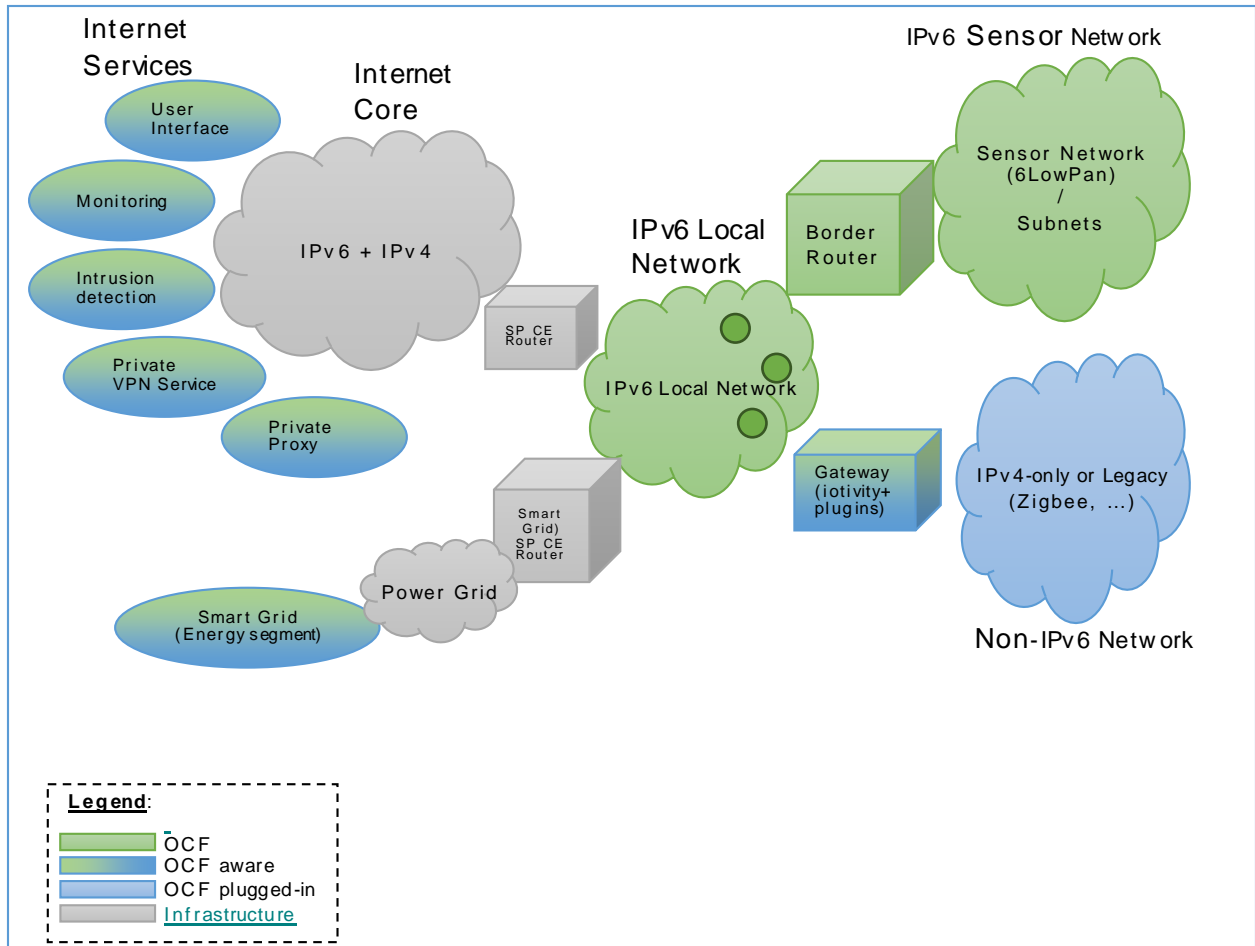 Internet
Services
Internet
Core
IPv6 Sensor Network
User
Interface
Monitoring
Intrusion
detection
Private
VPN Service
Private
Proxy
IPv6 + IPv4
SP CE
Router
IPv6 Local
Network
IPv6 Local Network
Border
Router
Sensor Network
(6LowPan)
/
Subnets
Gateway
(iotivity+
plugins)
IPv4-only or Legacy
(Zigbee, ...)
Non-IPv6 Network
Smart
Grid)
SP CE
Router
Power Grid
Smart Grid
(Energy segment)
Legend:
OCF
OCF aware
OCF plugged-in
Infrastructure